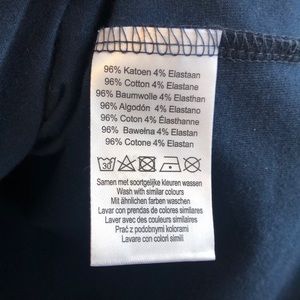 96% Katoen 4% Elastaan
96% Cotton 4% Elastane
96% Baumwolle 4% Elasthan
96% Algodón 4% Elastano
96% Coton 4% Élasthanne
96% Bawełna 4% Elastan
96% Cotone 4% Elastan
30
Samen met soortgelijke kleuren wassen
Wash with similar colours
Mit ähnlichen farben waschen
Lavar con prendas de colores similares
Laver avec des couleurs similaires
Prać z podobnymi kolorami
Lavar con colori simili